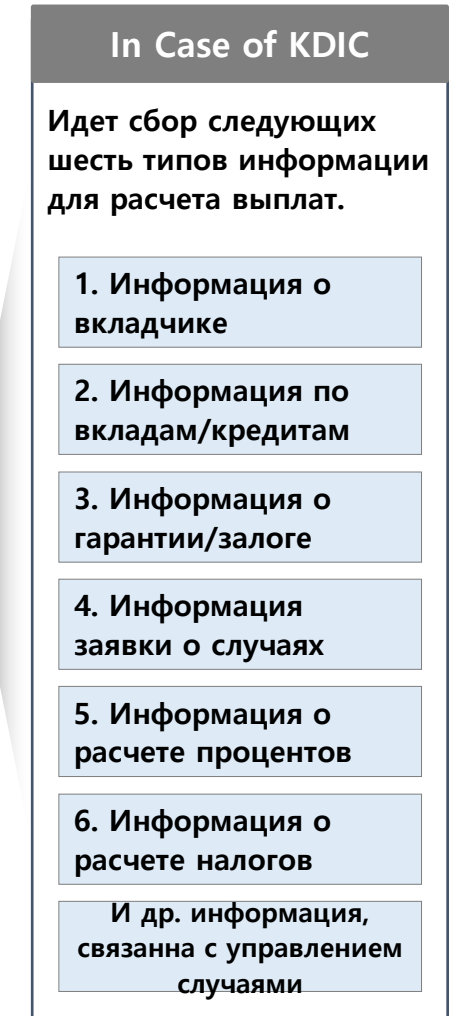 In Case of KDIC
Идет сбор следующих
шесть типов информации
для расчета выплат.
1. Информация о
вкладчике
2. Информация по
вкладам/кредитам
3. Информация о
гарантии/залоге
4. Информация
заявки о случаях
5. Информация о
расчете процентов
6. Информация о
расчете налогов
И др. информация,
связанна с управлением
случаями